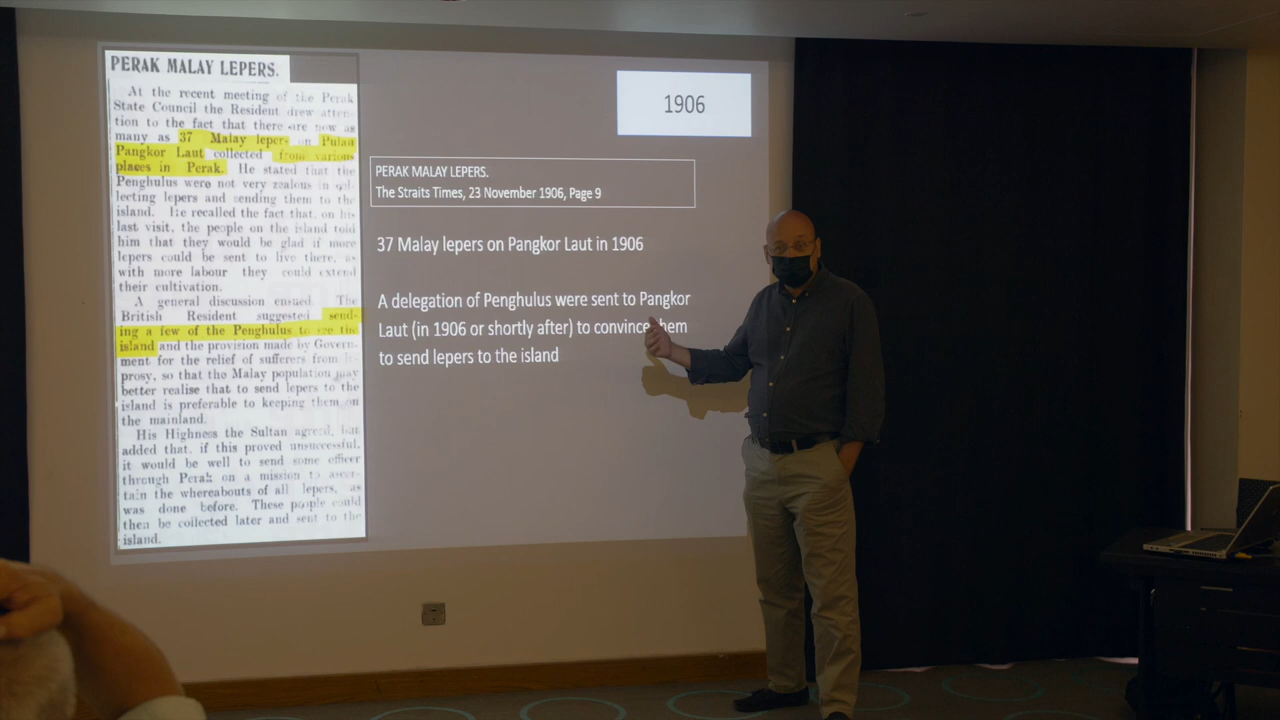 PERAK MALAY LEPERS.
At the recent meeting of the Perak
State Council the Resident drew atten-
tion to the fact that there are now as
many as 37 Malay lepers on Pulau
Pangkor Laut collected from various
places in Perak. He stated that the
Penghulus were not very zealous in col-
lecting lepers and sending them to the
island. He recalled the fact that, on his
last visit, the people on the island told
him that they would be glad if more
lepers could be sent to live there, as
with more labour they could extend
their cultivation.
A general discussion ensued. The
British Resident suggested send-
ing a few of the Penghulus to see the
island and the provision made by Govern-
ment for the relief of sufferers from le-
prosy, so that the Malay population may
better realise that to send lepers to the
island is preferable to keeping them on
the mainland.
His Highness the Sultan agreed, but
added that, if this proved unsuccessful,
it would be well to send some officer
through Perak on a mission to ascer-
tain the whereabouts of all lepers, as
was done before. These people could
then be collected later and sent to the
island.
1906
PERAK MALAY LEPERS.
The Straits Times, 23 November 1906, Page 9
37 Malay lepers on Pangkor Laut in 1906
A delegation of Penghulus were sent to Pangkor
Laut (in 1906 or shortly after) to convince them
to send lepers to the island